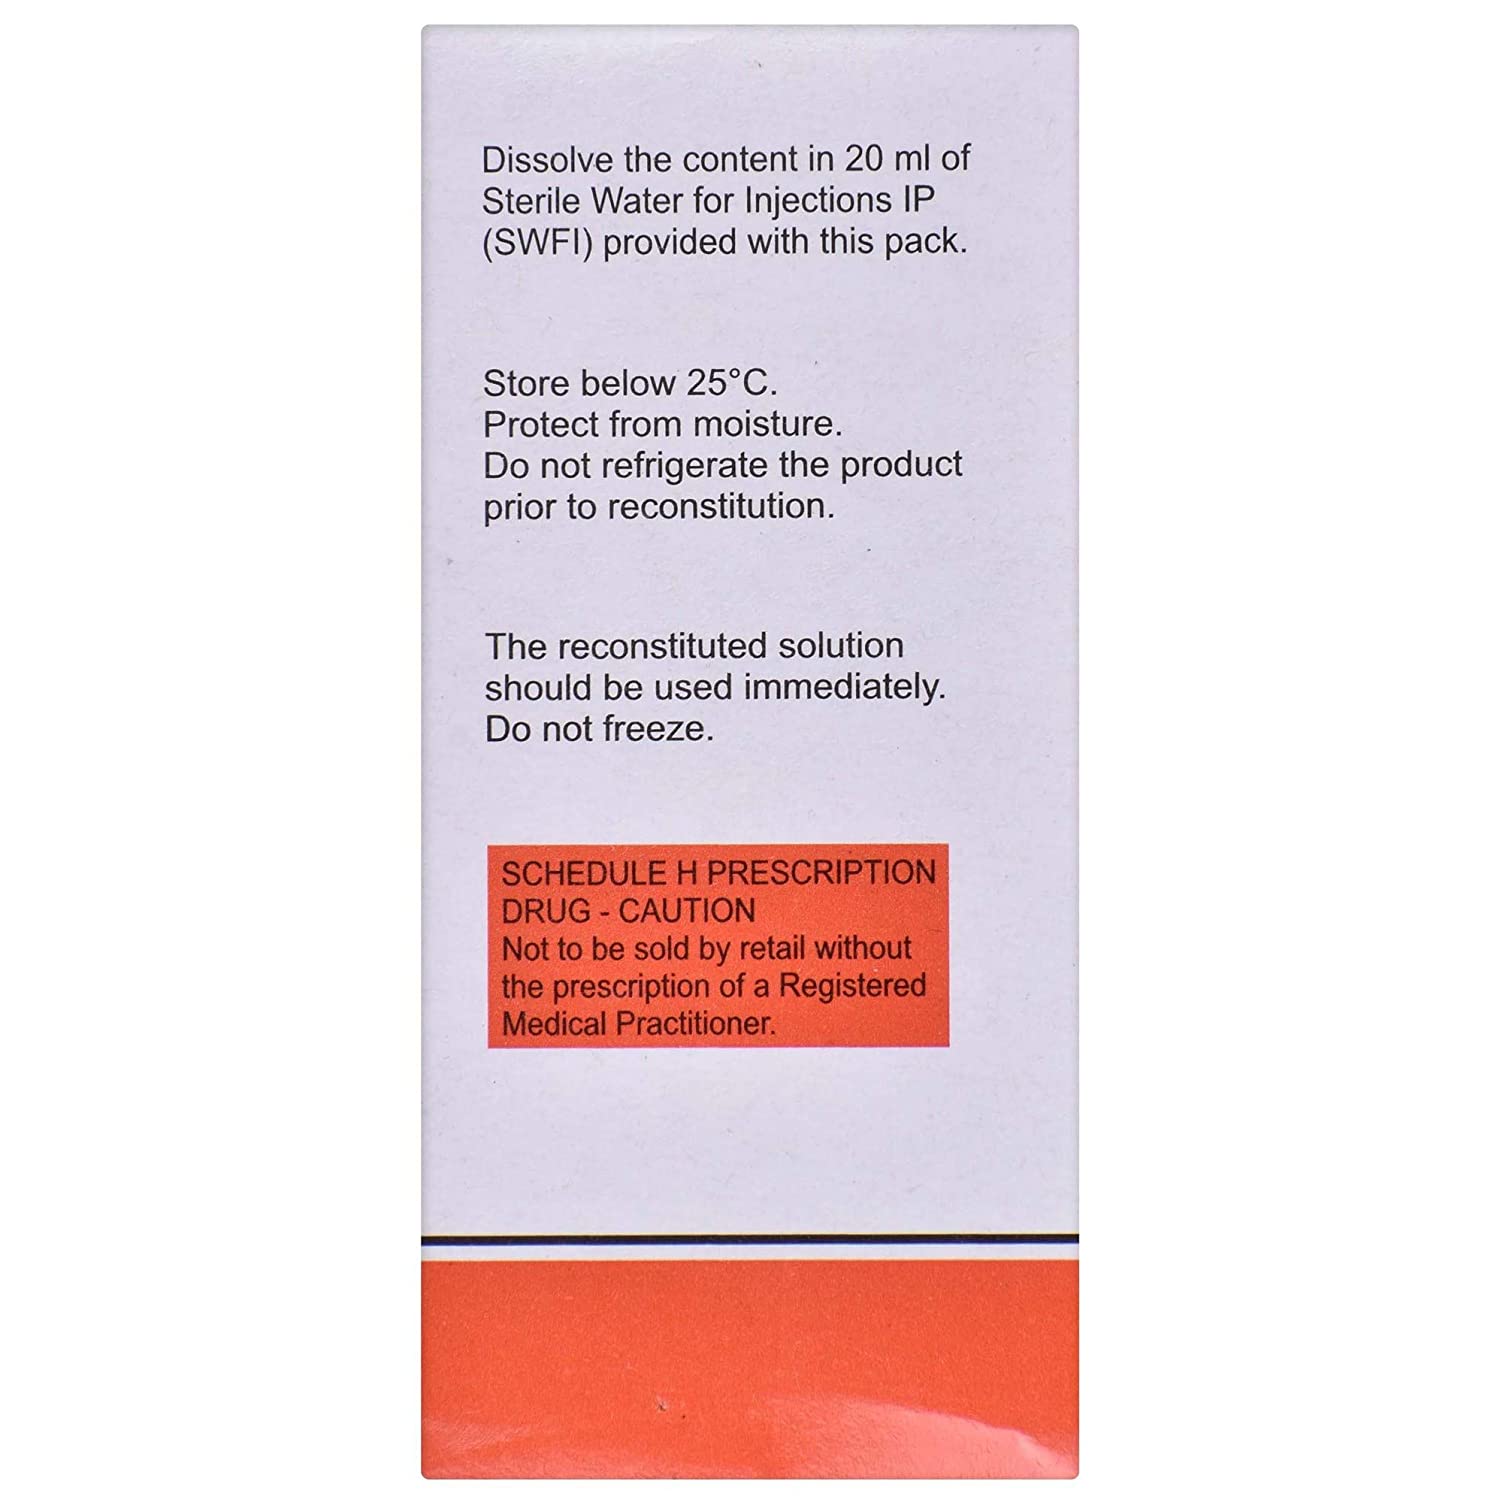 Dissolve the content in 20 ml of
Sterile Water for Injections IP
(SWFI) provided with this pack.
Store below 25°C.
Protect from moisture.
Do not refrigerate the product
prior to reconstitution.
The reconstituted solution
should be used immediately.
Do not freeze.
SCHEDULE H PRESCRIPTION
DRUG - CAUTION
Not to be sold by retail without
the prescription of a Registered
Medical Practitioner.